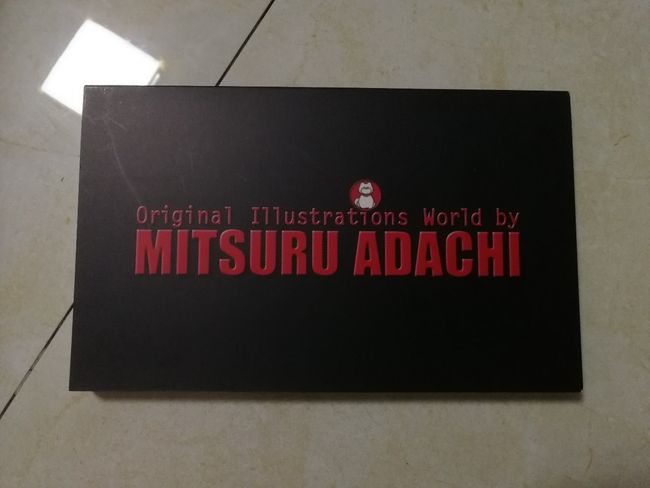 Original Illustrations World by
MITSURU ADACHI